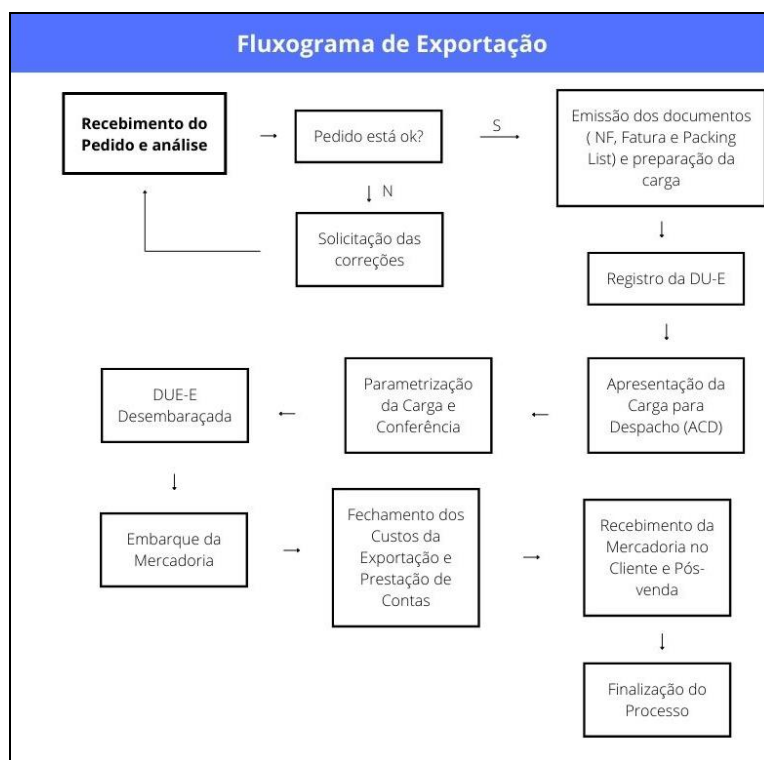 Fluxograma de Exportação
Recebimento do
Pedido e análise
Pedido está ok?
S
Emissão dos documentos
( NF, Fatura e Packing
List) e preparação da
carga
N
Solicitação das
correções
Registro da DU-E
DUE-E
Desembaraçada
Parametrização
da Carga e
Conferência
Apresentação da
Carga para
Despacho (ACD)
Embarque da
Mercadoria
Fechamento dos
Custos da
Exportação e
Prestação de
Contas
Recebimento da
Mercadoria no
Cliente e Pós-
venda
Finalização do
Processo